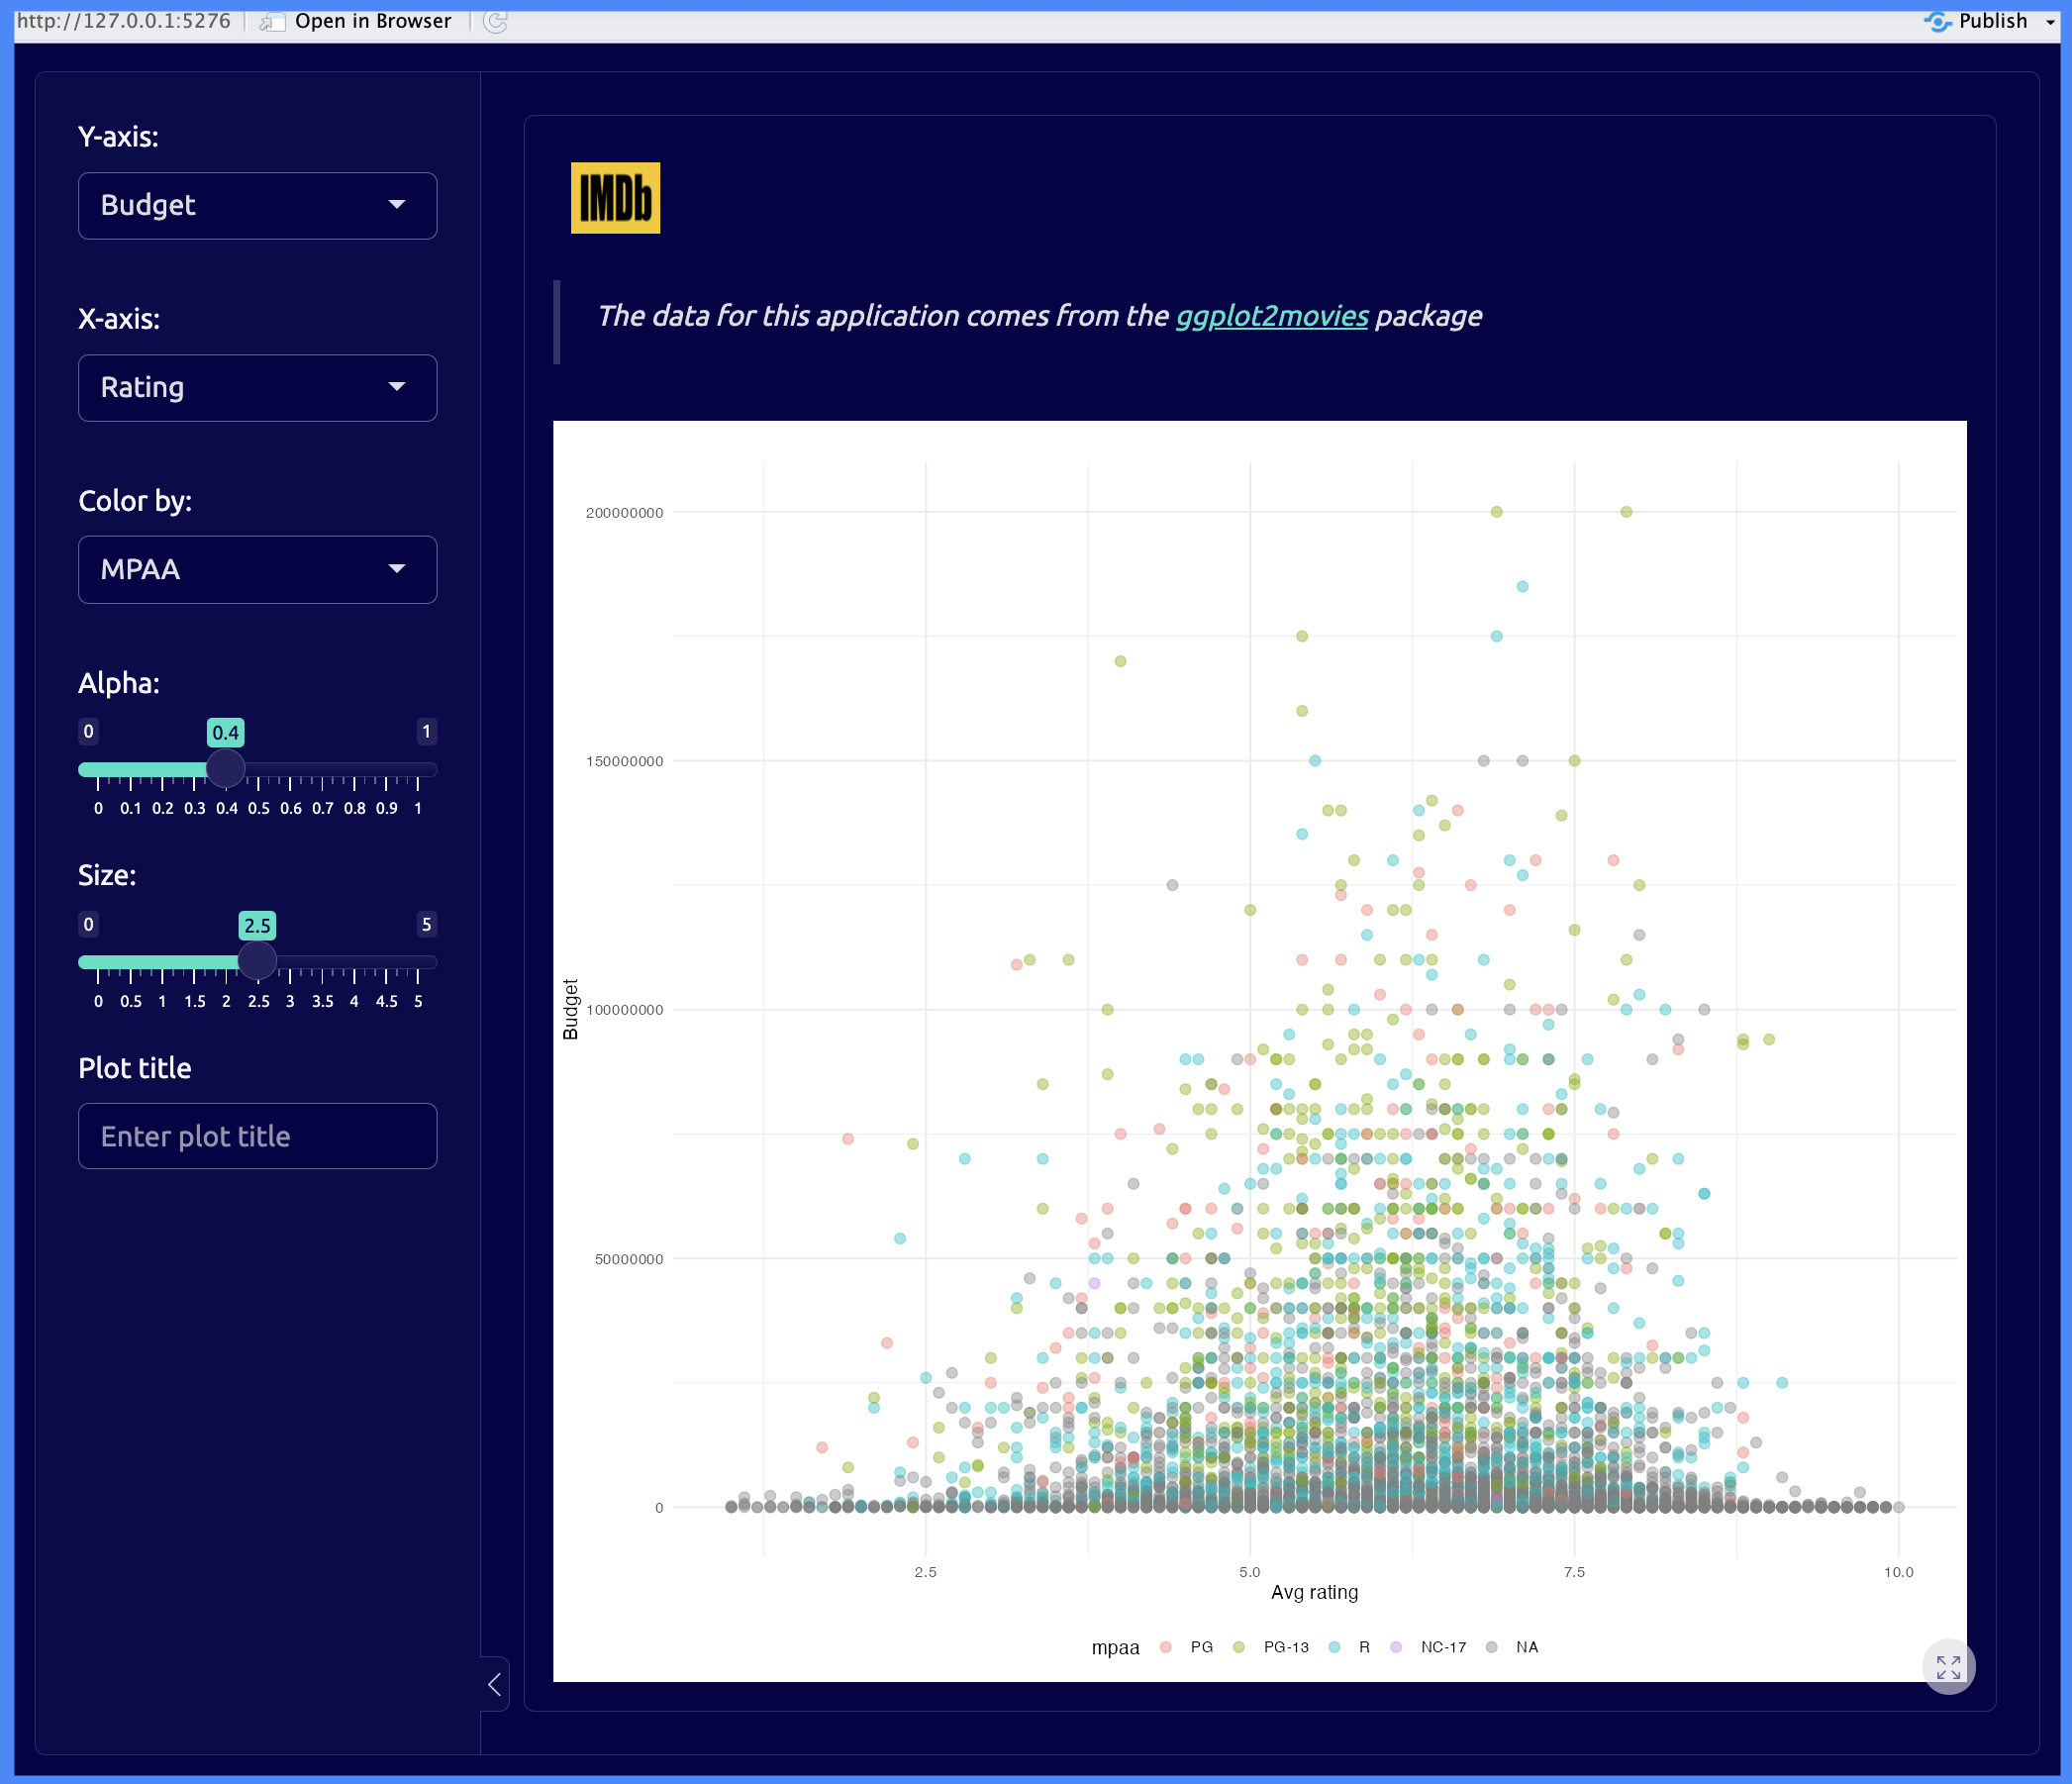 http://127.0.0.1:5276 Open in Browser Publish
Y-axis:
Budget
X-axis:
Rating
Color by:
MPAA
Alpha:
0 0.4 1
0 0.1 0.2 0.3 0.4 0.5 0.6 0.7 0.8 0.9 1
Size:
0 2.5 5
0 0.5 1 1.5 2 2.5 3 3.5 4 4.5 5
Plot title
Enter plot title
IMDb
The data for this application comes from the ggplot2movies package
200000000
150000000
100000000
50000000
0
Budget
2.5 5.0 7.5 10.0
Avg rating
mpaa PG PG-13 R NC-17 NA